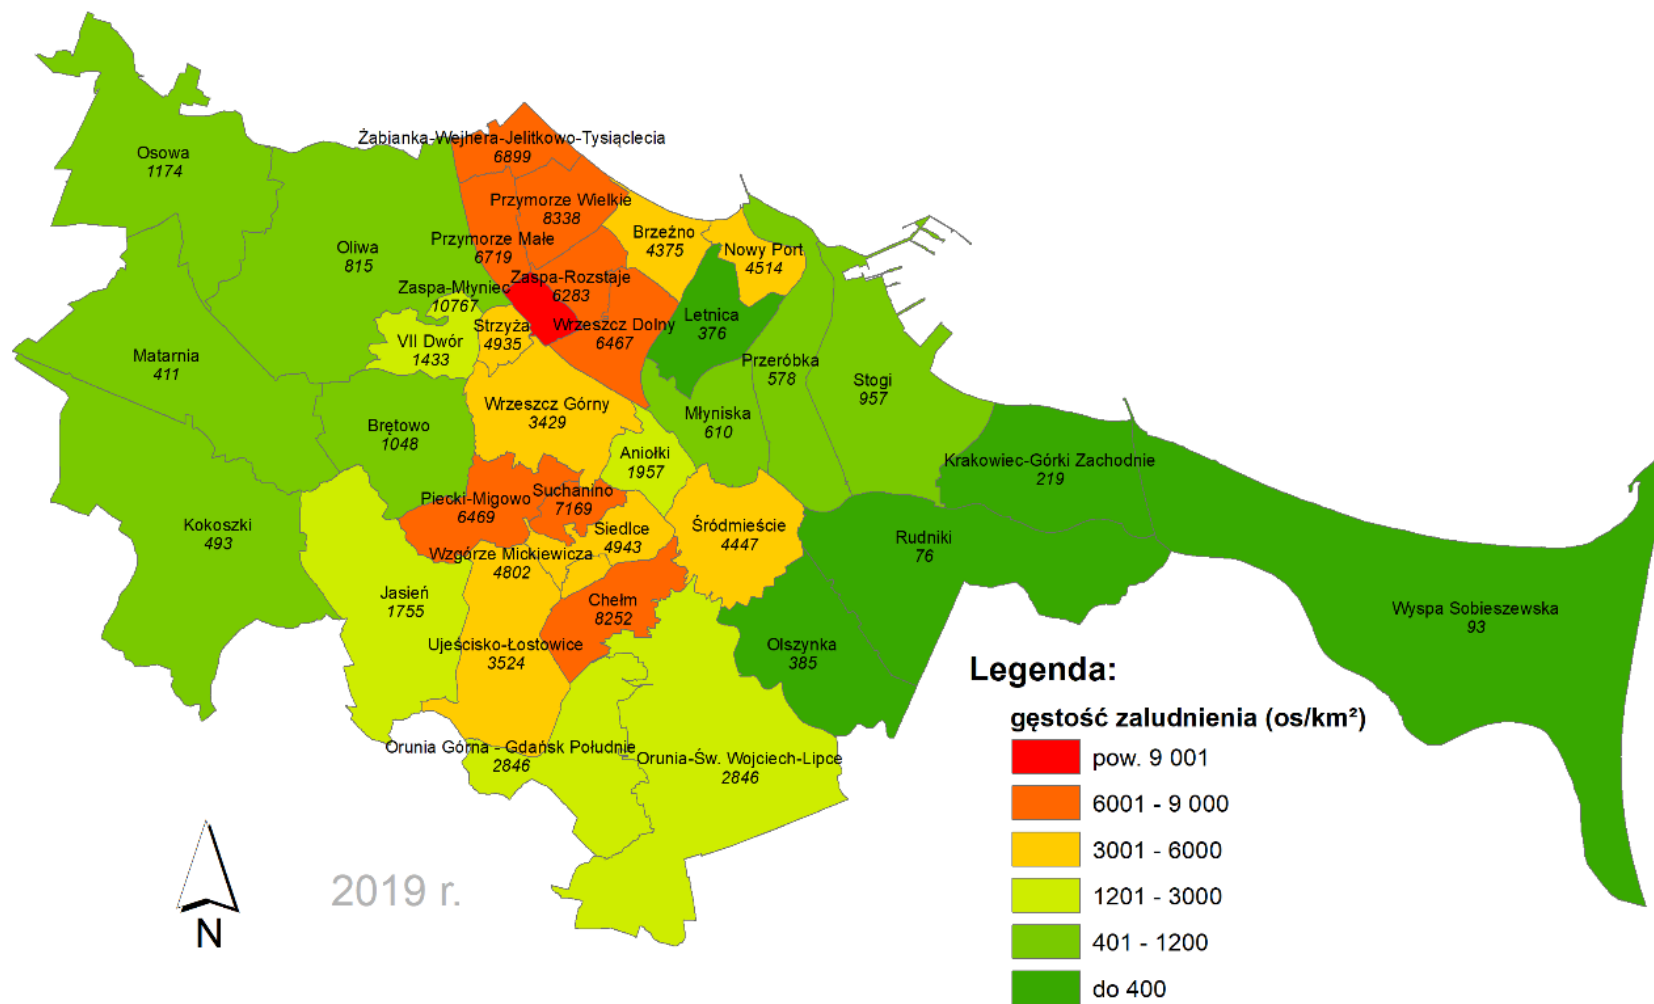 Żabianka-Wejhera-Jelitkowo-Tysiąclecia
6899
Osowa
1174
Przymorze Wielkie
8338
Brzeźno
4375
Przymorze Małe
6719
Oliwa
815
Nowy Port
4514
Zaspa-Rozstaje
6283
Zaspa-Młyniec
10767
Letnica
376
Strzyża
4935
Wrzeszcz Dolny
6467
VII Dwór
1433
Matarnia
411
Przeróbka
578
Stogi
957
Wrzeszcz Górny
3429
Młyniska
610
Brętowo
1048
Aniołki
1957
Krakowiec-Górki Zachodnie
219
Suchanino
7169
Piecki-Migowo
6469
Kokoszki
493
Siedlce
4943
Śródmieście
4447
Rudniki
76
Wzgórze Mickiewicza
4802
Jasień
1755
Chełm
8252
Wyspa Sobieszewska
93
Ujeścisko-Łostowice
3524
Olszynka
385
Orunia Górna - Gdańsk Południe
2846
Orunia-Św. Wojciech-Lipce
2846
Legenda:
gęstość zaludnienia (os/km²)
pow. 9 001
6001 - 9 000
3001 - 6000
1201 - 3000
401 - 1200
do 400
2019 r.
N